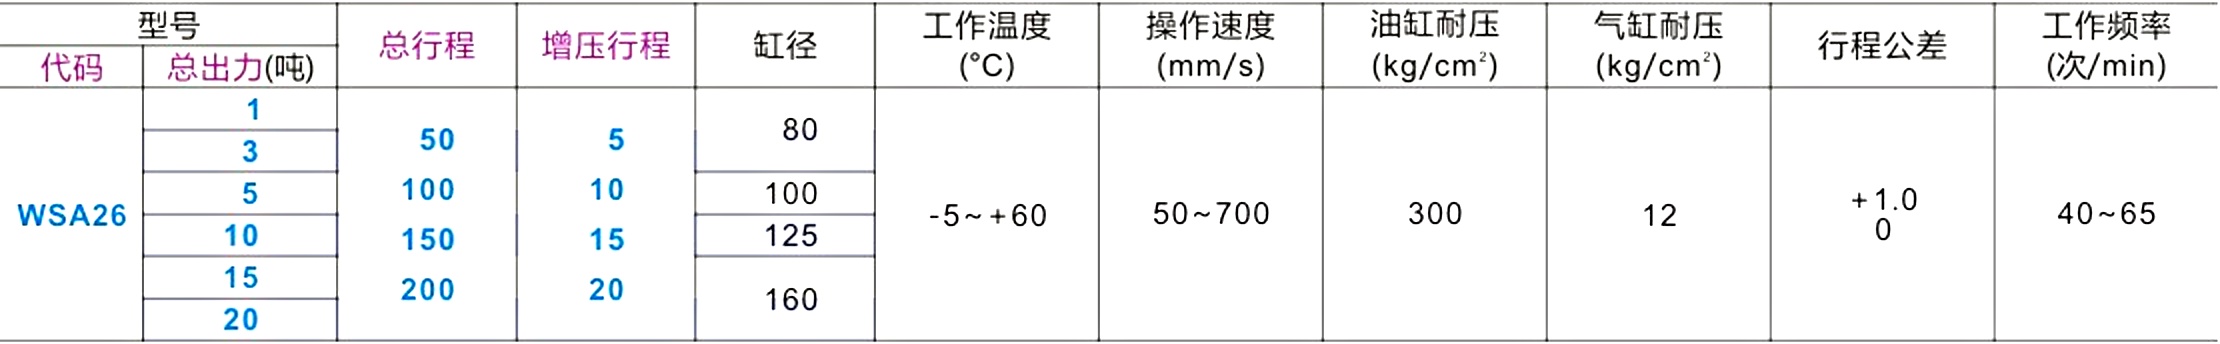 型号
代码
总出力(吨)
总行程
增压行程
缸径
工作温度
(°C)
操作速度
(mm/s)
油缸耐压
(kg/cm²)
气缸耐压
(kg/cm²)
行程公差
工作频率
(次/min)
WSA26
1
3
5
10
15
20
50
100
150
200
5
10
15
20
80
100
125
160
-5~+60
50~700
300
12
+1.0
0
40~65